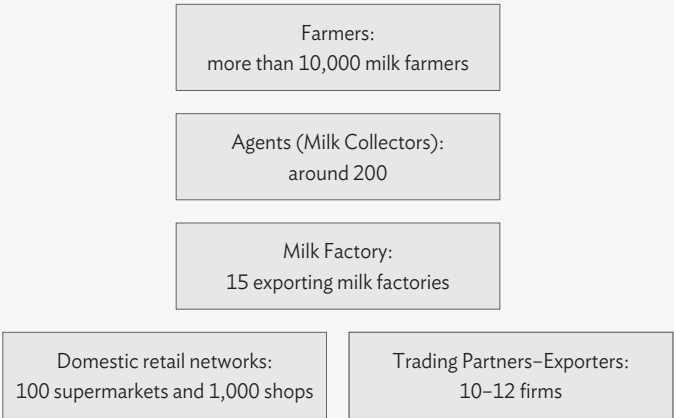 Farmers:
more than 10,000 milk farmers
Agents (Milk Collectors):
around 200
Milk Factory:
15 exporting milk factories
Domestic retail networks:
100 supermarkets and 1,000 shops
Trading Partners–Exporters:
10–12 firms